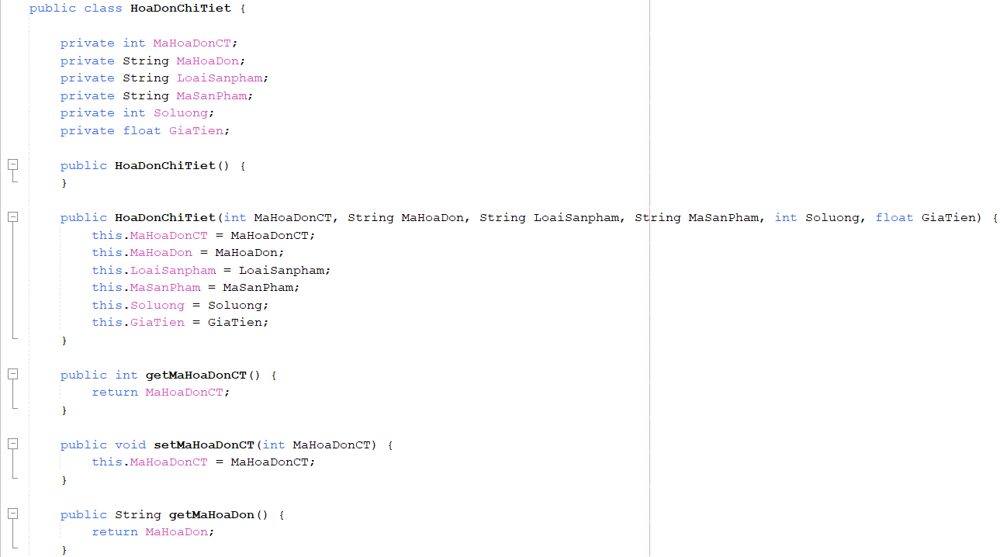 public class HoaDonChiTiet {
private int MaHoaDonCT;
private String MaHoaDon;
private String LoaiSanpham;
private String MaSanPham;
private int Soluong;
private float GiaTien;
public HoaDonChiTiet() {
}
public HoaDonChiTiet(int MaHoaDonCT, String MaHoaDon, String LoaiSanpham, String MaSanPham, int Soluong, float GiaTien) {
this.MaHoaDonCT = MaHoaDonCT;
this.MaHoaDon = MaHoaDon;
this.LoaiSanpham = LoaiSanpham;
this.MaSanPham = MaSanPham;
this.Soluong = Soluong;
this.GiaTien = GiaTien;
}
public int getMaHoaDonCT() {
return MaHoaDonCT;
}
public void setMaHoaDonCT(int MaHoaDonCT) {
this.MaHoaDonCT = MaHoaDonCT;
}
public String getMaHoaDon() {
return MaHoaDon;
}